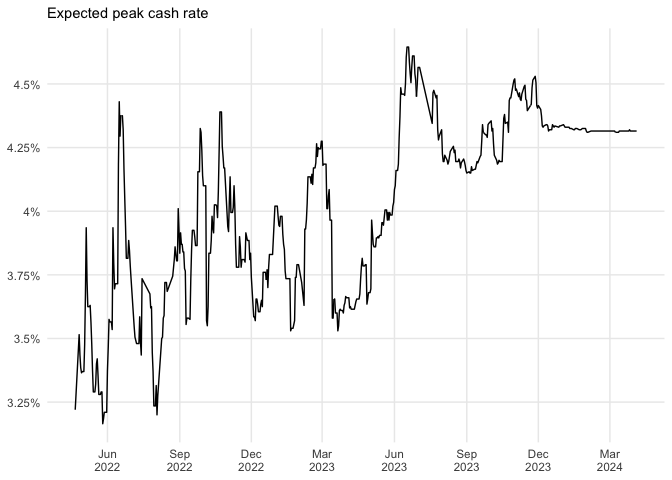 Expected peak cash rate
4.5%
4.25%
4%
3.75%
3.5%
3.25%
Jun Sep Dec Mar Jun Sep Dec Mar
2022 2022 2022 2023 2023 2023 2023 2024